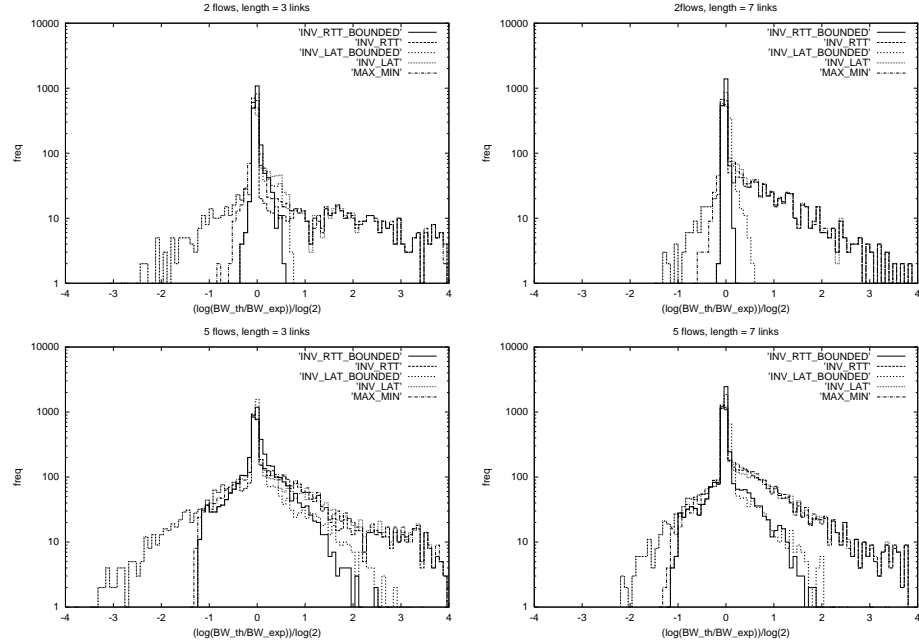 2 flows, length = 3 links
10000
1000
100
10
1
freq
-4 -3 -2 -1 0 1 2 3 4
(log(BW_th/BW_exp))/log(2)
'INV_RTT_BOUNDED'
'INV_RTT'
'INV_LAT_BOUNDED'
'INV_LAT'
'MAX_MIN'
2flows, length = 7 links
10000
1000
100
10
1
freq
-4 -3 -2 -1 0 1 2 3 4
(log(BW_th/BW_exp))/log(2)
'INV_RTT_BOUNDED'
'INV_RTT'
'INV_LAT_BOUNDED'
'INV_LAT'
'MAX_MIN'
5 flows, length = 3 links
10000
1000
100
10
1
freq
-4 -3 -2 -1 0 1 2 3 4
(log(BW_th/BW_exp))/log(2)
'INV_RTT_BOUNDED'
'INV_RTT'
'INV_LAT_BOUNDED'
'INV_LAT'
'MAX_MIN'
5 flows, length = 7 links
10000
1000
100
10
1
freq
-4 -3 -2 -1 0 1 2 3 4
(log(BW_th/BW_exp))/log(2)
'INV_RTT_BOUNDED'
'INV_RTT'
'INV_LAT_BOUNDED'
'INV_LAT'
'MAX_MIN'